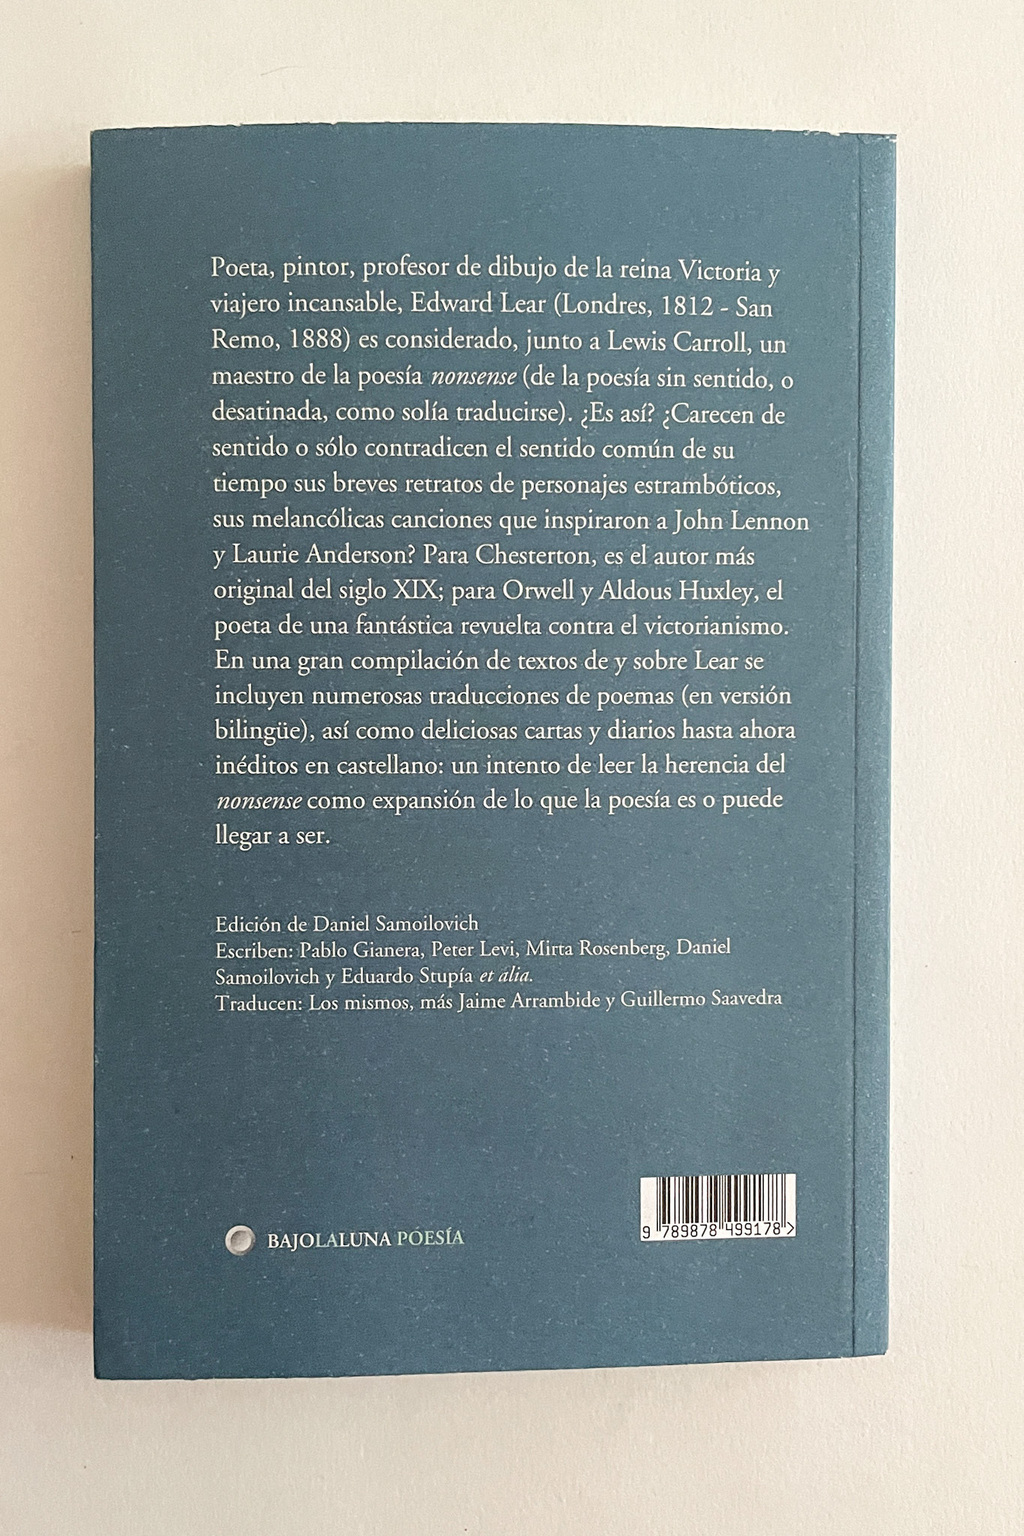 Poeta, pintor, profesor de dibujo de la reina Victoria y
viajero incansable, Edward Lear (Londres, 1812 - San
Remo, 1888) es considerado, junto a Lewis Carroll, un
maestro de la poesía nonsense (de la poesía sin sentido, o
desatinada, como solía traducirse). ¿Es así? ¿Carecen de
sentido o sólo contradicen el sentido común de su
tiempo sus breves retratos de personajes estrambóticos,
sus melancólicas canciones que inspiraron a John Lennon
y Laurie Anderson? Para Chesterton, es el autor más
original del siglo XIX; para Orwell y Aldous Huxley, el
poeta de una fantástica revuelta contra el victorianismo.
En una gran compilación de textos de y sobre Lear se
incluyen numerosas traducciones de poemas (en versión
bilingüe), así como deliciosas cartas y diarios hasta ahora
inéditos en castellano: un intento de leer la herencia del
nonsense como expansión de lo que la poesía es o puede
llegar a ser.
Edición de Daniel Samoilovich
Escriben: Pablo Gianera, Peter Levi, Mirta Rosenberg, Daniel
Samoilovich y Eduardo Stupía et alia.
Traducen: Los mismos, más Jaime Arrambide y Guillermo Saavedra
BAJOLALUNA POESÍA
9 789878 499178 >